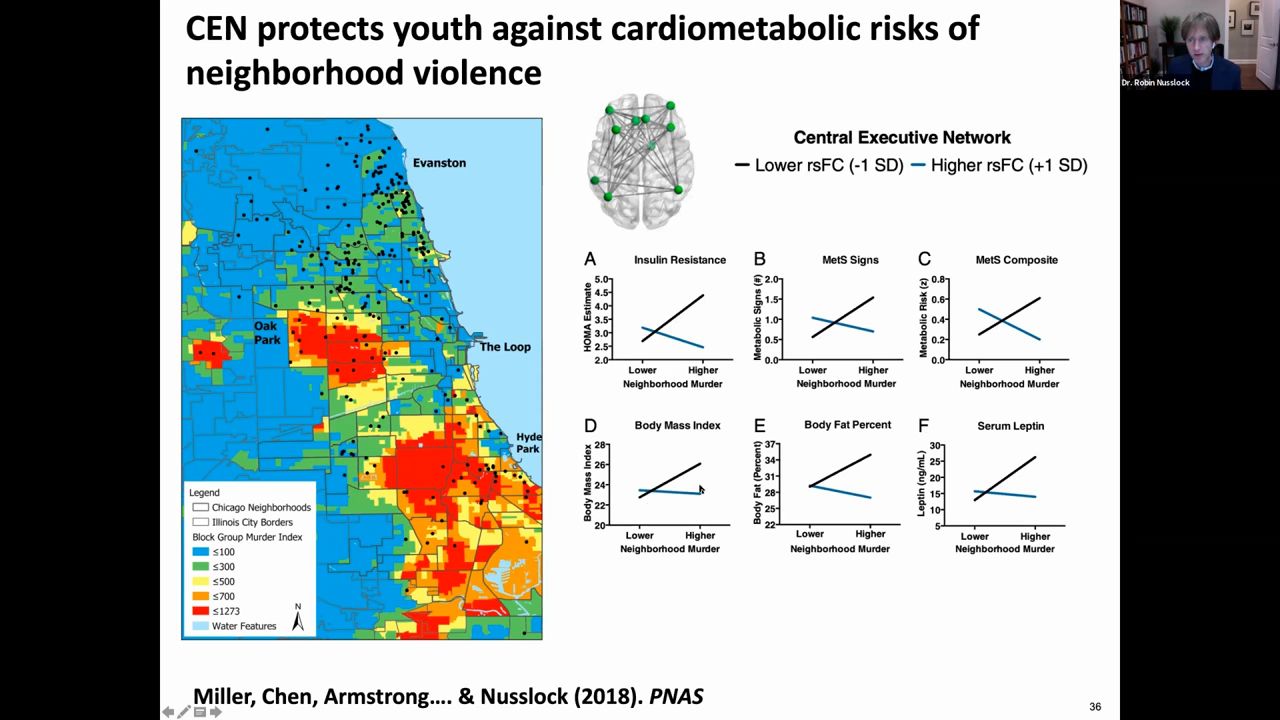 CEN protects youth against cardiometabolic risks of
neighborhood violence
Dr. Robin Nusslock
Evanston
Oak
Park
The Loop
Hyde
Park
Legend
Chicago Neighborhoods
Illinois City Borders
Block Group Murder Index
≤100
≤300
≤500
≤700
≤1273
Water Features
N
Central Executive Network
Lower rsFC (-1 SD)
Higher rsFC (+1 SD)
A
Insulin Resistance
HOMA Estimate
5.0
4.5
4.0
3.5
3.0
2.5
2.0
Lower
Higher
Neighborhood Murder
B
MetS Signs
Metabolic Signs (#)
2.0
1.5
1.0
0.5
0.0
Lower
Higher
Neighborhood Murder
C
MetS Composite
Metabolic Risk (z)
0.8
0.6
0.4
0.2
0.0
Lower
Higher
Neighborhood Murder
D
Body Mass Index
Body Mass Index
28
26
24
22
20
Lower
Higher
Neighborhood Murder
E
Body Fat Percent
Body Fat (Percent)
37
34
31
28
25
22
Lower
Higher
Neighborhood Murder
F
Serum Leptin
Leptin (ng/mL)
30
25
20
15
10
5
Lower
Higher
Neighborhood Murder
Miller, Chen, Armstrong…. & Nusslock (2018). PNAS
36